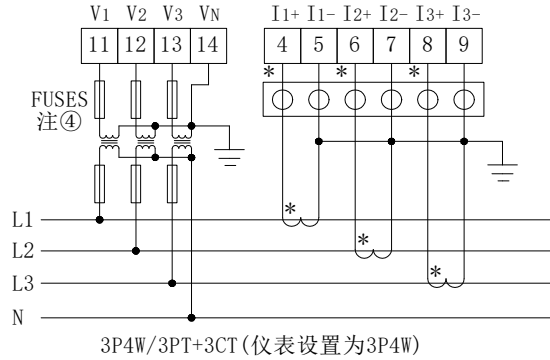 V1 V2 V3 VN I1+ I1- I2+ I2- I3+ I3-
11 12 13 14 4 5 6 7 8 9
* * *
FUSES
注④
*
L1
*
L2
*
L3
N
3P4W/3PT+3CT(仪表设置为3P4W)